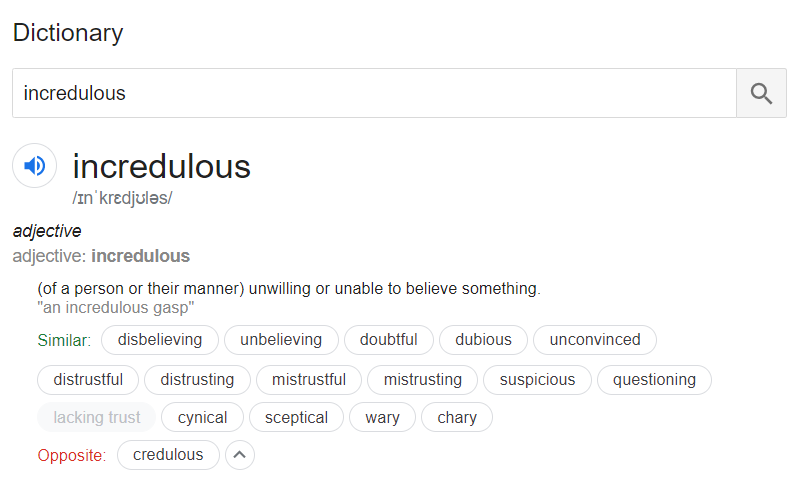 Dictionary
incredulous
incredulous
/ɪnˈkrɛdjʊləs/
adjective
adjective: incredulous
(of a person or their manner) unwilling or unable to believe something.
"an incredulous gasp"
Similar: disbelieving unbelieving doubtful dubious unconvinced
distrustful distrusting mistrustful mistrusting suspicious questioning
lacking trust cynical sceptical wary chary
Opposite: credulous